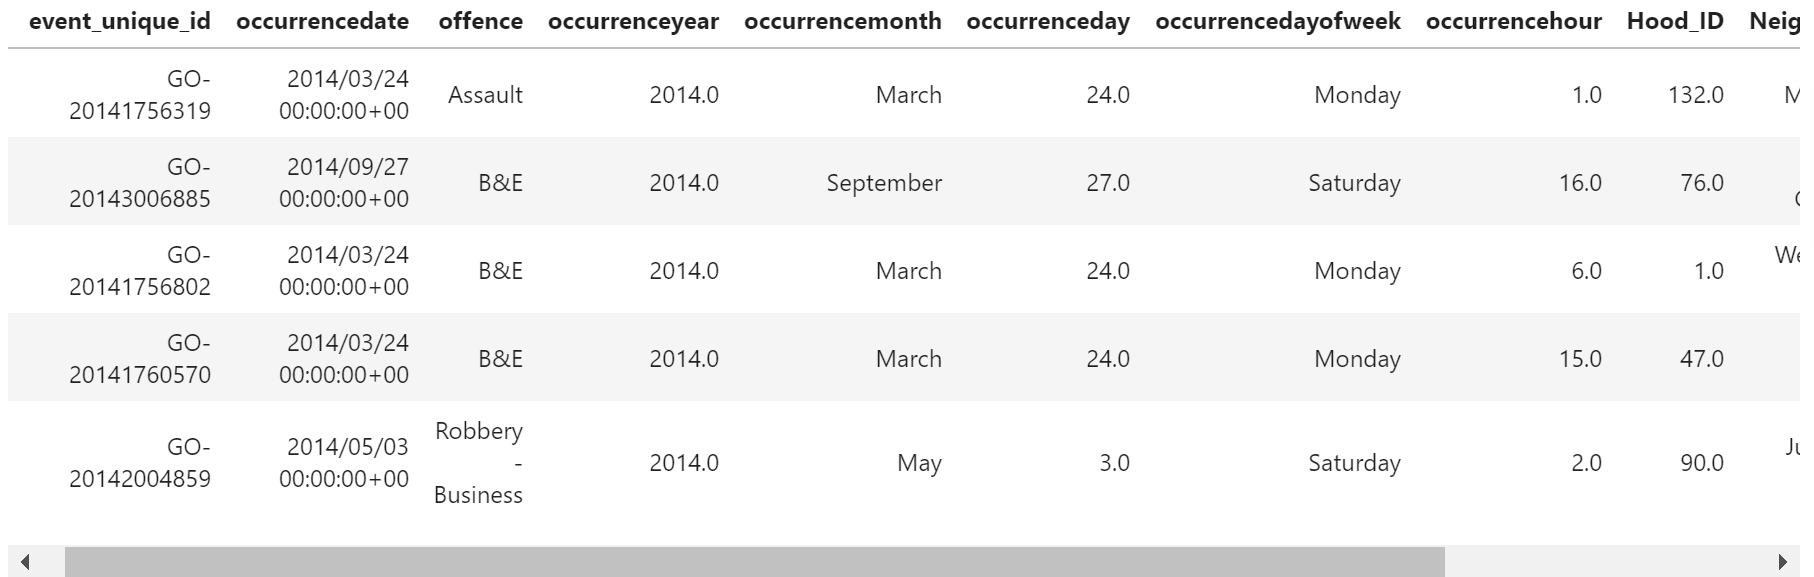 event_unique_id occurrencedate offence occurrenceyear occurrencemonth occurrenceday occurrencedayofweek occurrencehour Hood_ID Neig
GO-20141756319 2014/03/24 00:00:00+00 Assault 2014.0 March 24.0 Monday 1.0 132.0 M
GO-20143006885 2014/09/27 00:00:00+00 B&E 2014.0 September 27.0 Saturday 16.0 76.0
GO-20141756802 2014/03/24 00:00:00+00 B&E 2014.0 March 24.0 Monday 6.0 1.0 We
GO-20141760570 2014/03/24 00:00:00+00 B&E 2014.0 March 24.0 Monday 15.0 47.0
GO-20142004859 2014/05/03 00:00:00+00 Robbery - Business 2014.0 May 3.0 Saturday 2.0 90.0 Ju